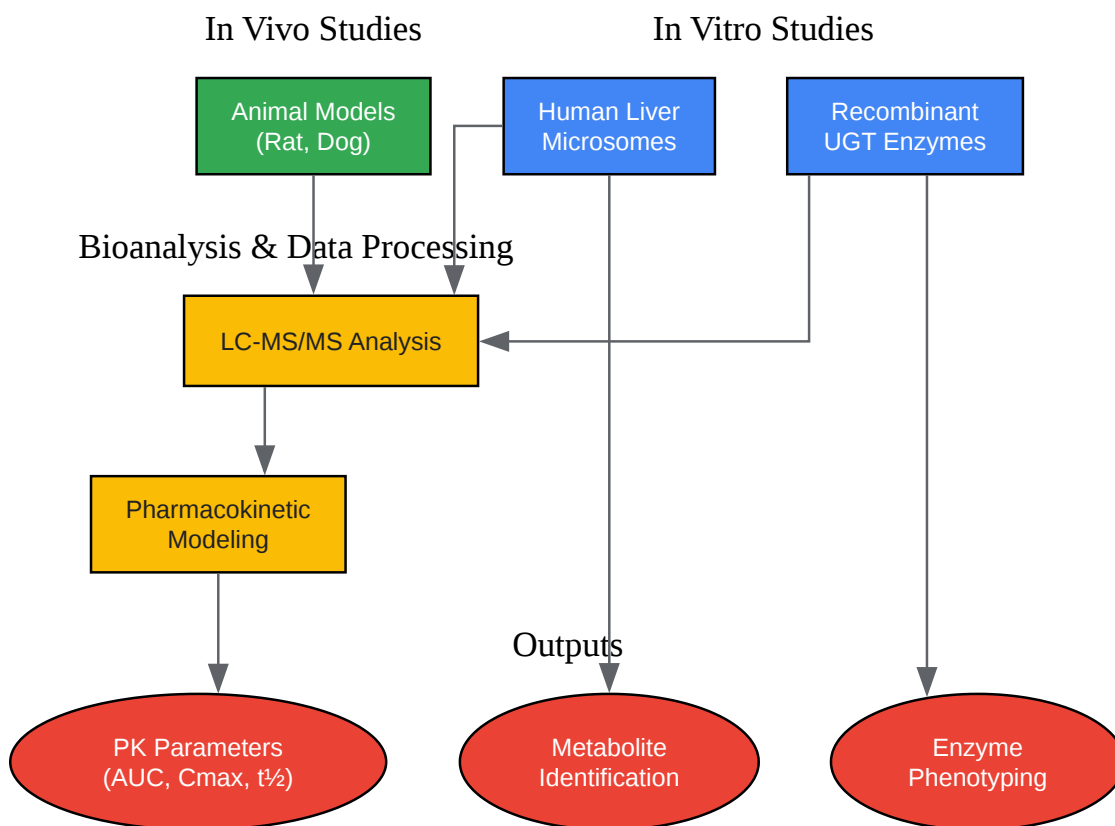 In Vivo Studies
In Vitro Studies
Animal Models
(Rat, Dog)
Human Liver
Microsomes
Recombinant
UGT Enzymes
Bioanalysis & Data Processing
LC-MS/MS Analysis
Pharmacokinetic
Modeling
Outputs
PK Parameters
(AUC, Cmax, t½)
Metabolite
Identification
Enzyme
Phenotyping